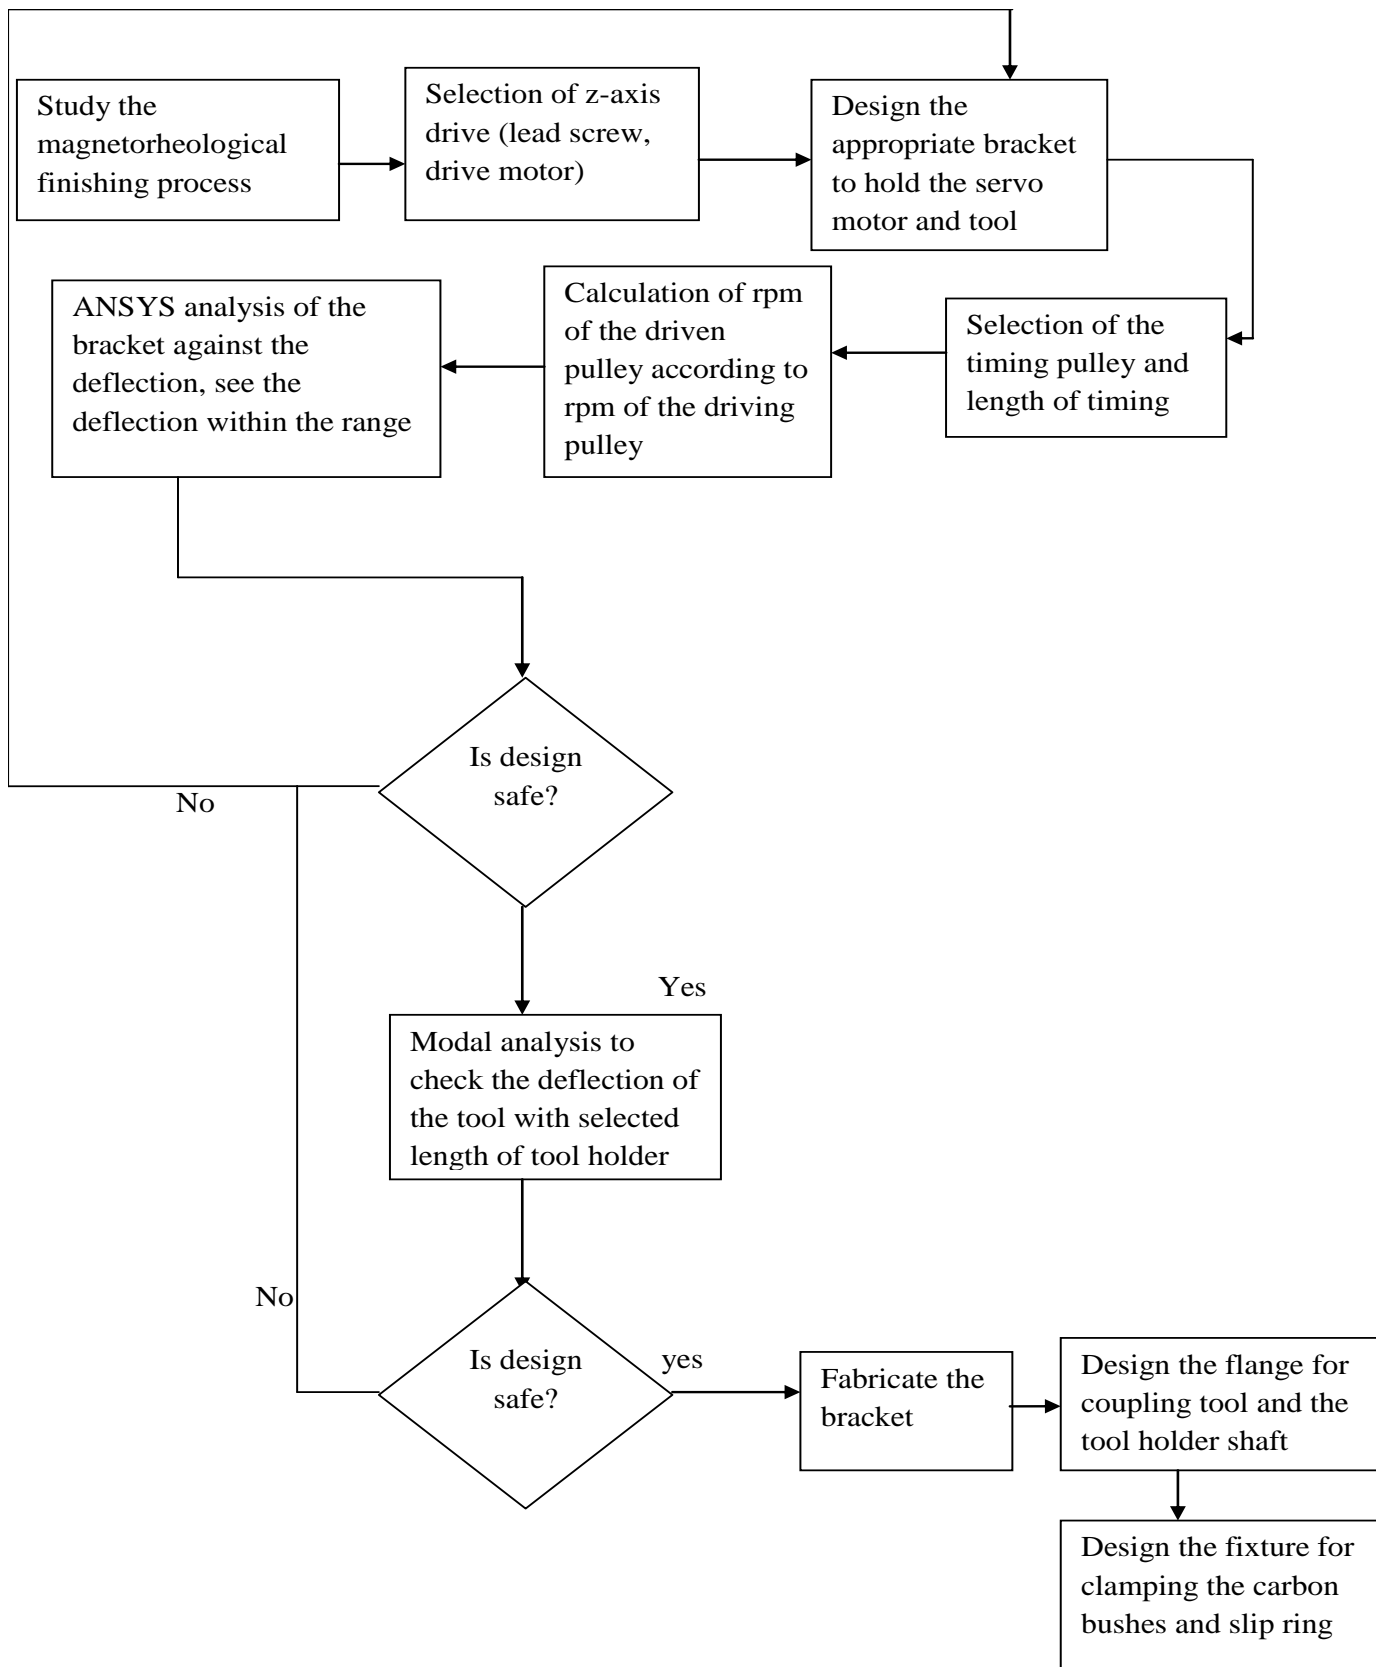 Study the
magnetorheological
finishing process
Selection of z-axis
drive (lead screw,
drive motor)
Design the
appropriate bracket
to hold the servo
motor and tool
Selection of the
timing pulley and
length of timing
Calculation of rpm
of the driven
pulley according to
rpm of the driving
pulley
ANSYS analysis of the
bracket against the
deflection, see the
deflection within the range
Is design
safe?
No
Yes
Modal analysis to
check the deflection of
the tool with selected
length of tool holder
No
Is design
safe?
yes
Fabricate the
bracket
Design the flange for
coupling tool and the
tool holder shaft
Design the fixture for
clamping the carbon
bushes and slip ring